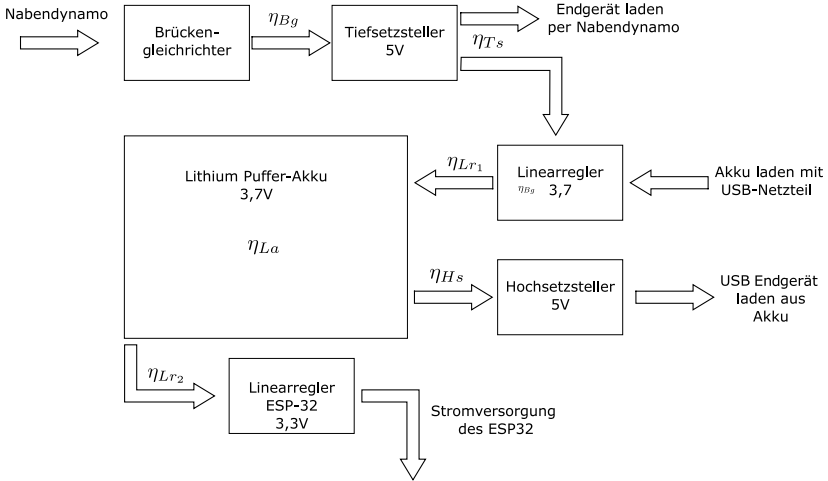 Nabendynamo
Brücken-
gleichrichter
η_Bg
Tiefsetzsteller
5V
η_Ts
Endgerät laden
per Nabendynamo
Lithium Puffer-Akku
3,7V
η_La
η_Lr₁
Linearregler
η_Bg 3,7
Akku laden mit
USB-Netzteil
η_Hs
Hochsetzsteller
5V
USB Endgerät
laden aus
Akku
η_Lr₂
Linearregler
ESP-32
3,3V
Stromversorgung
des ESP32